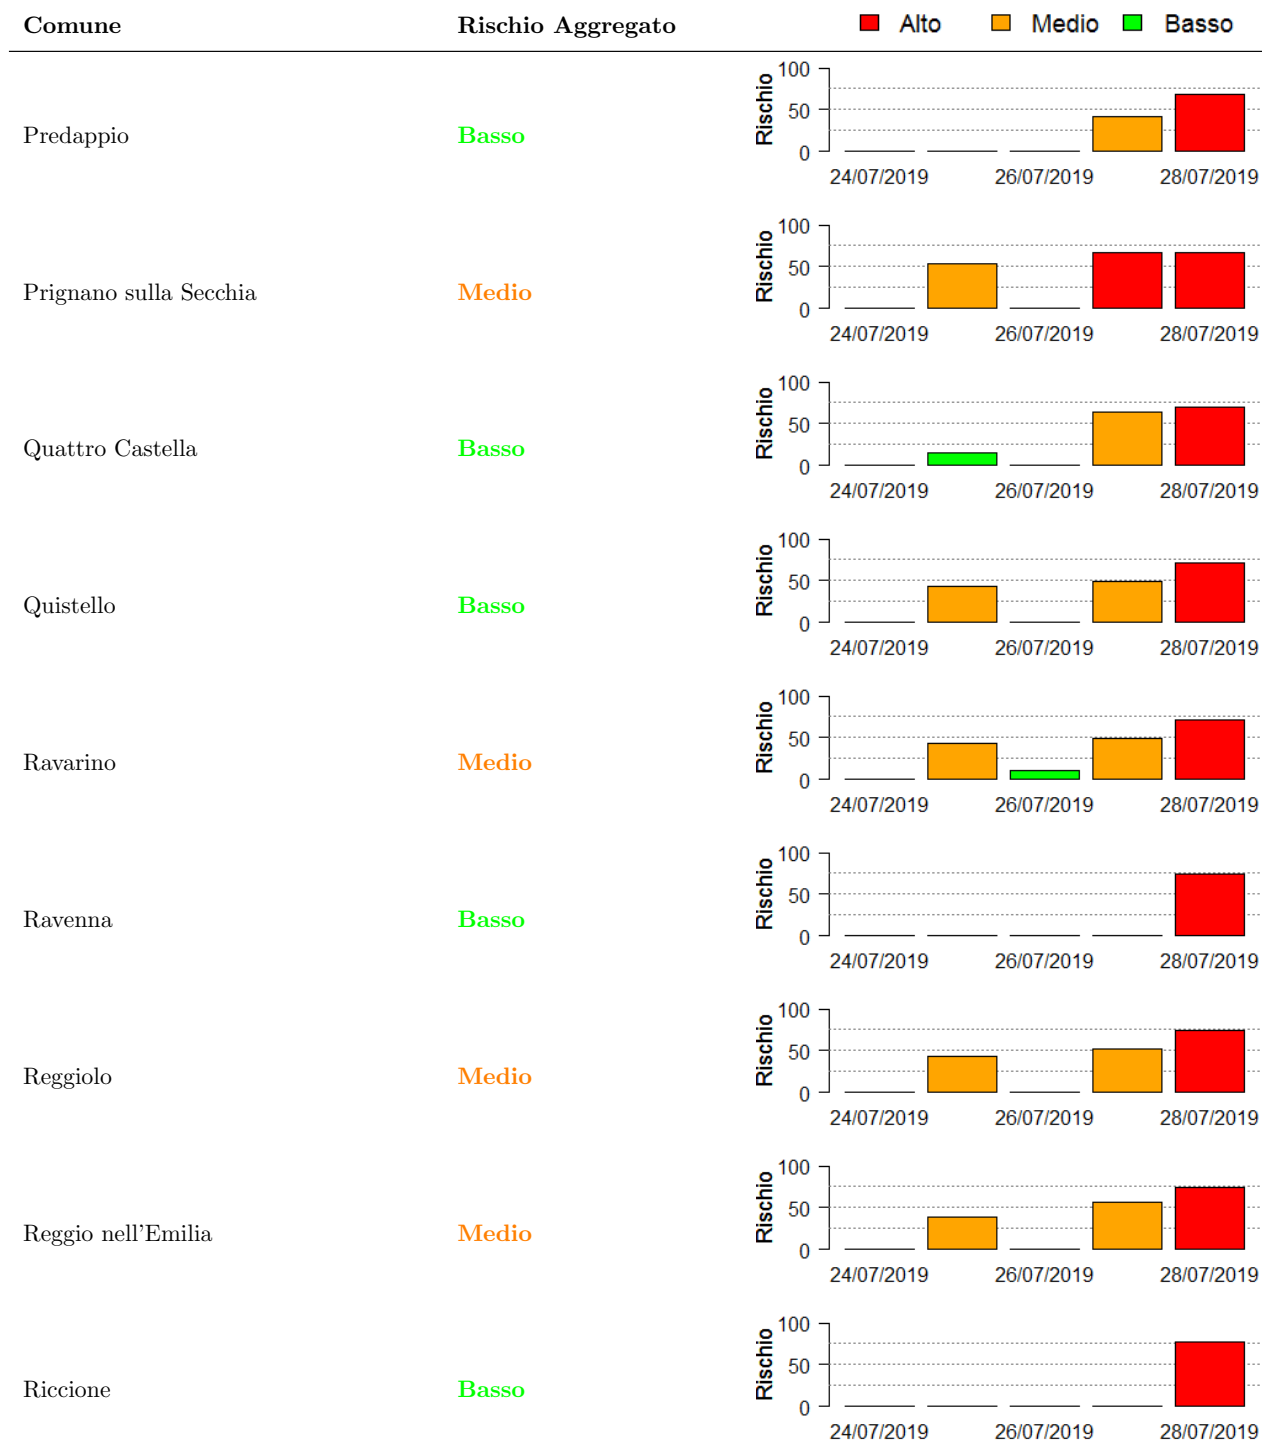 Comune Rischio Aggregato Alto Medio Basso
Predappio Basso
Rischio
100
50
0
24/07/2019 26/07/2019 28/07/2019
Prignano sulla Secchia Medio
Rischio
100
50
0
24/07/2019 26/07/2019 28/07/2019
Quattro Castella Basso
Rischio
100
50
0
24/07/2019 26/07/2019 28/07/2019
Quistello Basso
Rischio
100
50
0
24/07/2019 26/07/2019 28/07/2019
Ravarino Medio
Rischio
100
50
0
24/07/2019 26/07/2019 28/07/2019
Ravenna Basso
Rischio
100
50
0
24/07/2019 26/07/2019 28/07/2019
Reggiolo Medio
Rischio
100
50
0
24/07/2019 26/07/2019 28/07/2019
Reggio nell'Emilia Medio
Rischio
100
50
0
24/07/2019 26/07/2019 28/07/2019
Riccione Basso
Rischio
100
50
0
24/07/2019 26/07/2019 28/07/2019